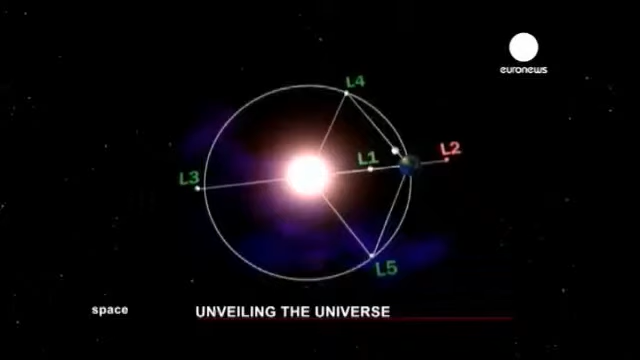 euronews
L4
L1
L2
L3
L5
space
UNVEILING THE UNIVERSE